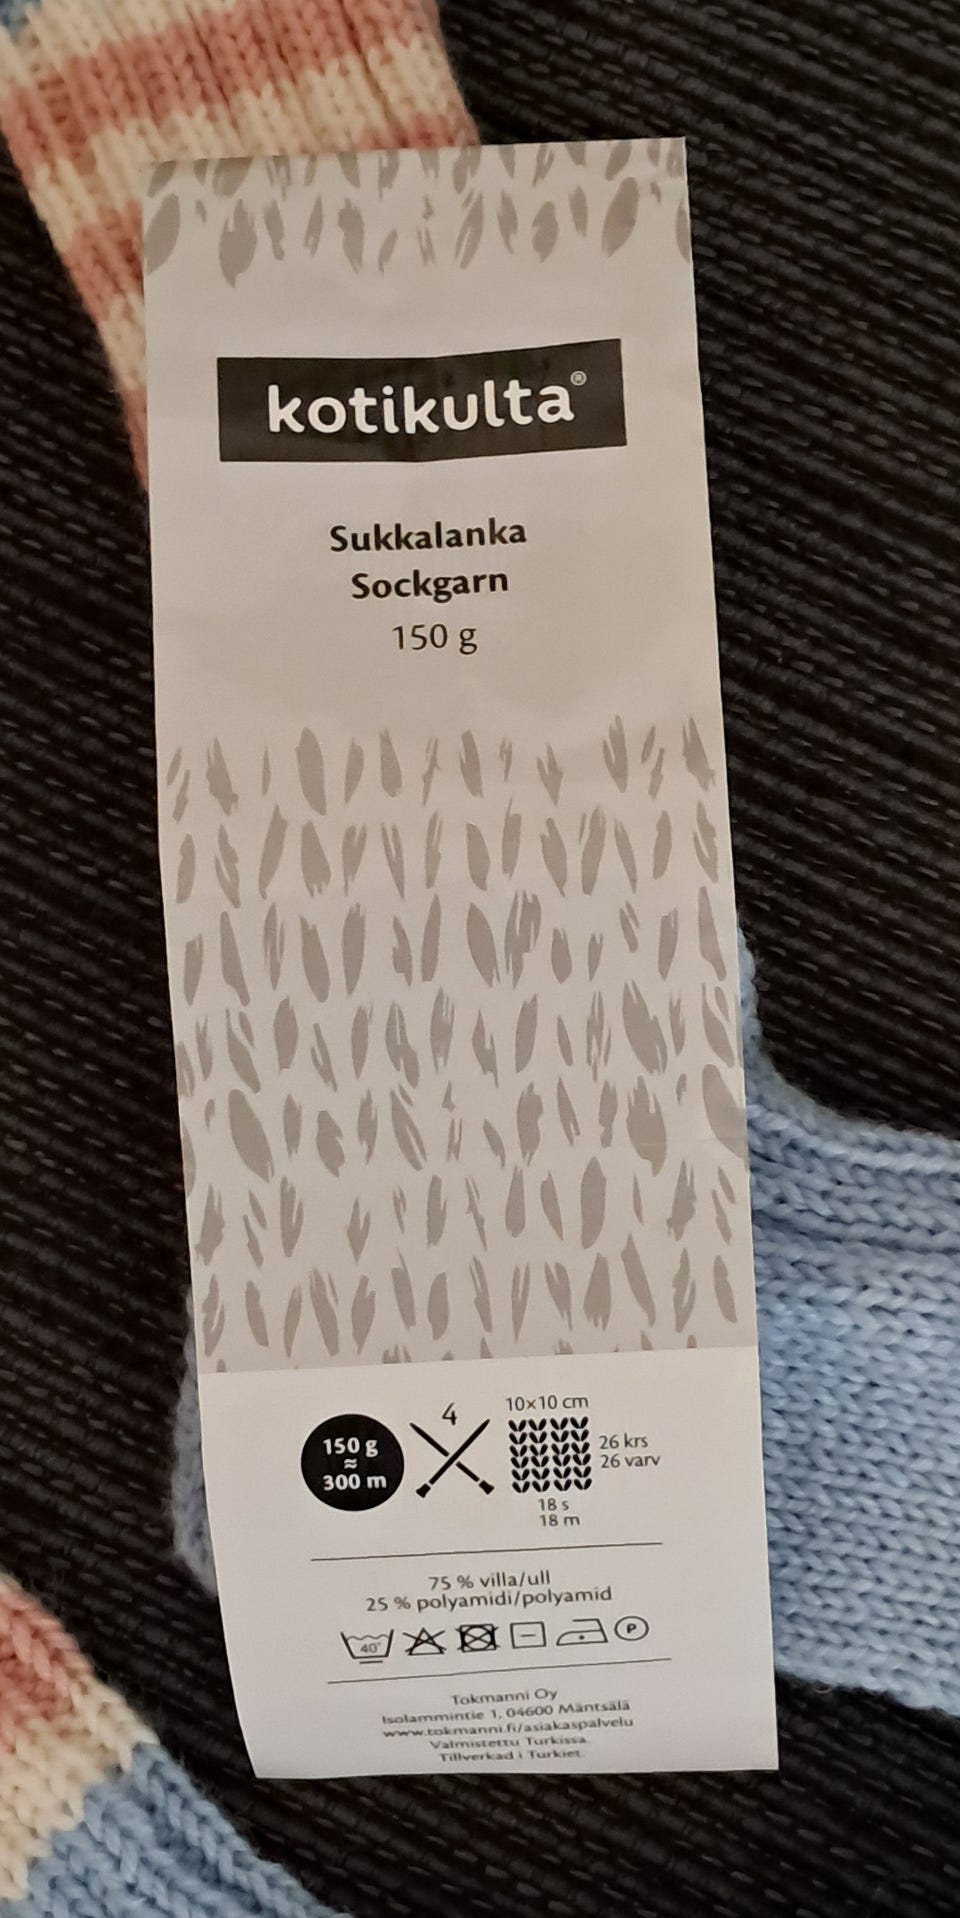 kotikulta®
Sukkalanka
Sockgarn
150 g
150 g
≈
300 m
4
10×10 cm
26 krs
26 varv
18 s
18 m
75 % villa/ull
25 % polyamidi/polyamid
40°
P
Tokmanni Oy
Isolammintie 1, 04600 Mäntsälä
www.tokmanni.fi/asiakaspalvelu
Valmistettu Turkissa.
Tillverkad i Turkiet.